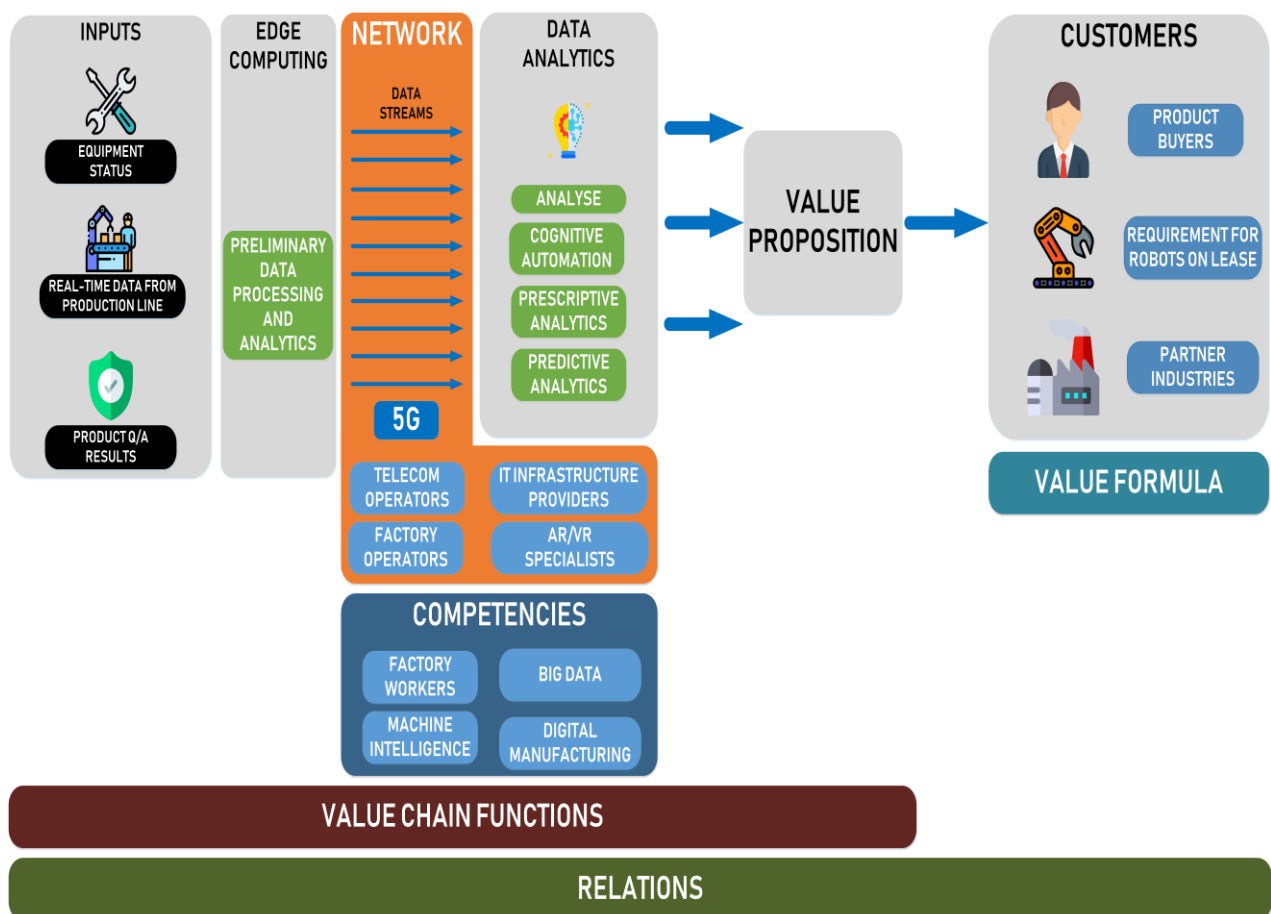 INPUTS
EQUIPMENT
STATUS
REAL-TIME DATA FROM
PRODUCTION LINE
PRODUCT Q/A
RESULTS
EDGE
COMPUTING
PRELIMINARY
DATA
PROCESSING
AND
ANALYTICS
NETWORK
DATA
STREAMS
5G
TELECOM
OPERATORS
IT INFRASTRUCTURE
PROVIDERS
FACTORY
OPERATORS
AR/VR
SPECIALISTS
DATA
ANALYTICS
ANALYSE
COGNITIVE
AUTOMATION
PRESCRIPTIVE
ANALYTICS
PREDICTIVE
ANALYTICS
VALUE
PROPOSITION
CUSTOMERS
PRODUCT
BUYERS
REQUIREMENT FOR
ROBOTS ON LEASE
PARTNER
INDUSTRIES
VALUE FORMULA
COMPETENCIES
FACTORY
WORKERS
BIG DATA
MACHINE
INTELLIGENCE
DIGITAL
MANUFACTURING
VALUE CHAIN FUNCTIONS
RELATIONS